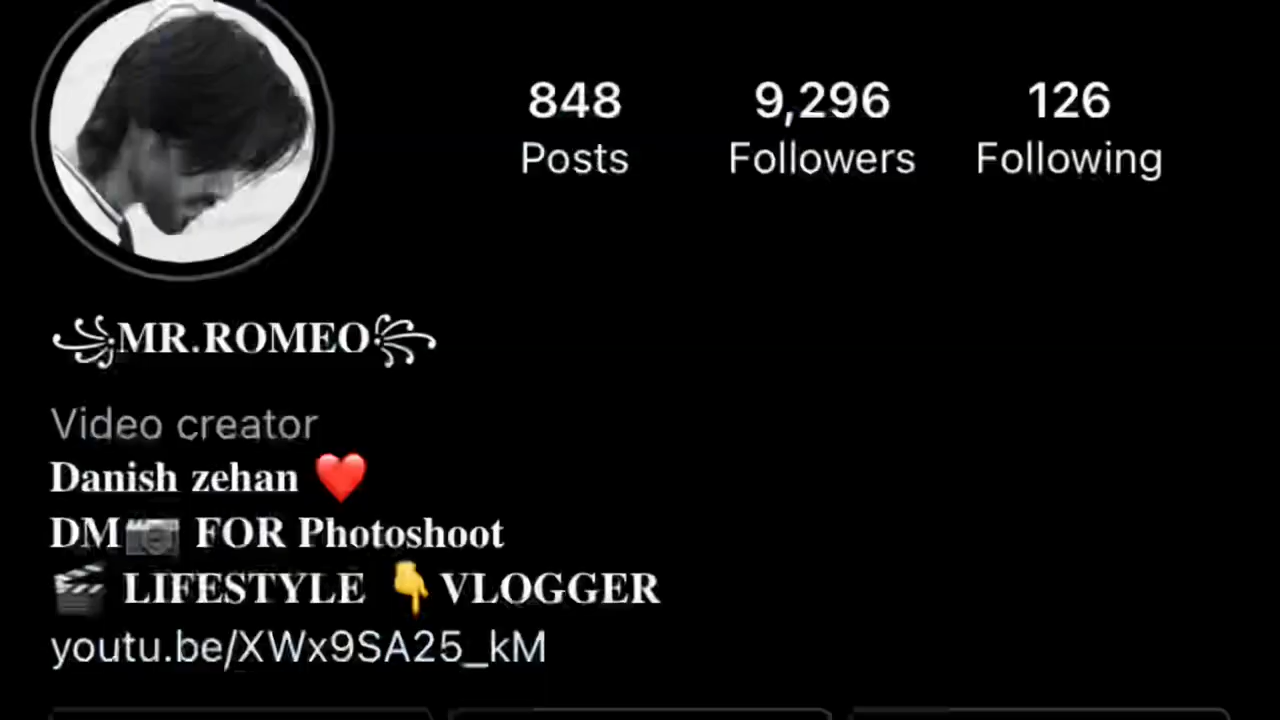 848 9,296 126
Posts Followers Following
꧁MR.ROMEO꧂
Video creator
Danish zehan ❤️
DM📷 FOR Photoshoot
🎬 LIFESTYLE 👇VLOGGER
youtu.be/XWx9SA25_kM